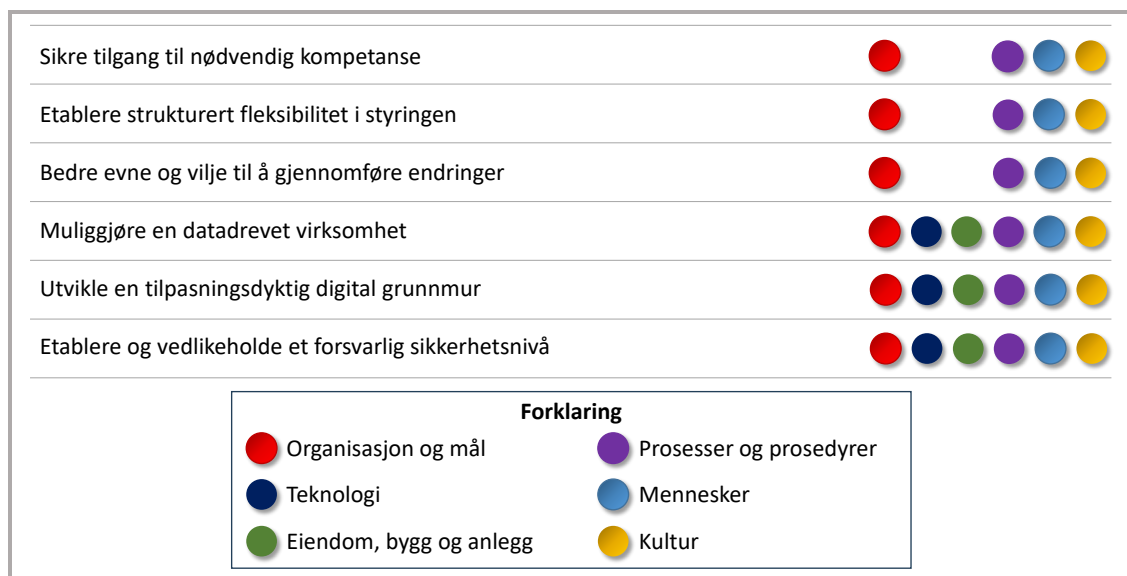 Sikre tilgang til nødvendig kompetanse
Etablere strukturert fleksibilitet i styringen
Bedre evne og vilje til å gjennomføre endringer
Muliggjøre en datadrevet virksomhet
Utvikle en tilpasningsdyktig digital grunnmur
Etablere og vedlikeholde et forsvarlig sikkerhetsnivå
Forklaring
Organisasjon og mål
Prosesser og prosedyrer
Teknologi
Mennesker
Eiendom, bygg og anlegg
Kultur